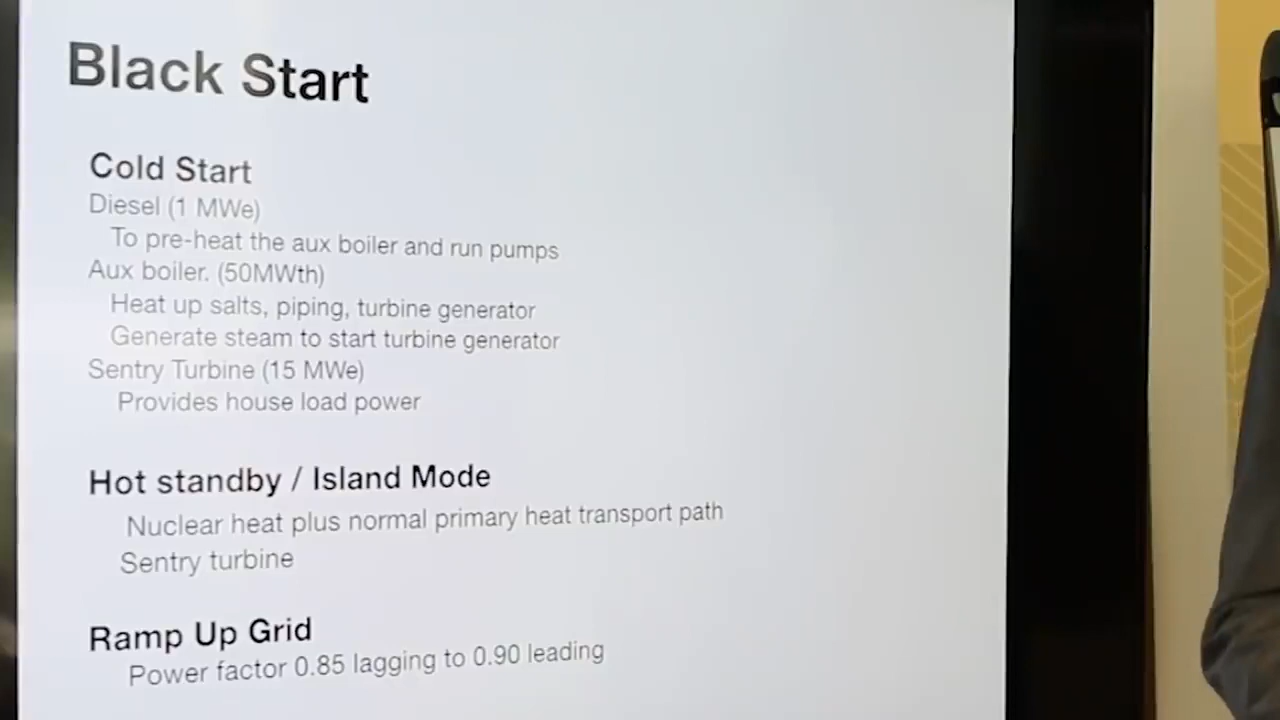 Black Start
Cold Start
Diesel (1 MWe)
To pre-heat the aux boiler and run pumps
Aux boiler. (50MWth)
Heat up salts, piping, turbine generator
Generate steam to start turbine generator
Sentry Turbine (15 MWe)
Provides house load power
Hot standby / Island Mode
Nuclear heat plus normal primary heat transport path
Sentry turbine
Ramp Up Grid
Power factor 0.85 lagging to 0.90 leading